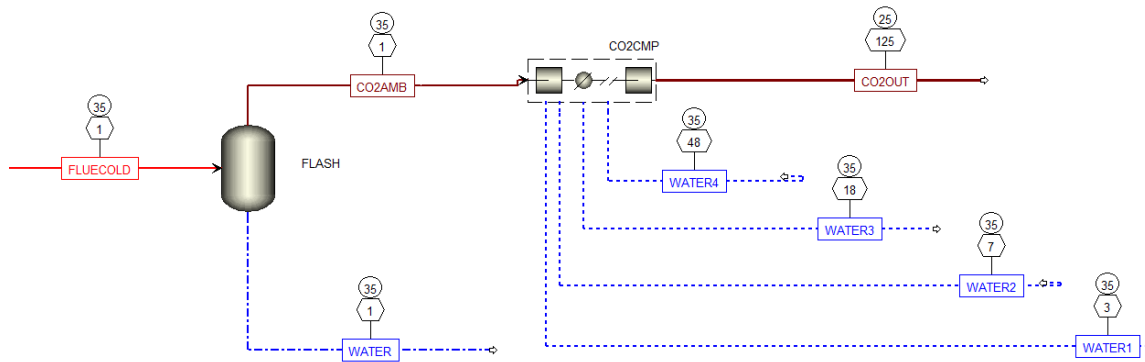 35
1
FLUECOLD
FLASH
35
1
CO2AMB
CO2CMP
25
125
CO2OUT
35
48
WATER4
35
18
WATER3
35
7
WATER2
35
3
WATER1
35
1
WATER